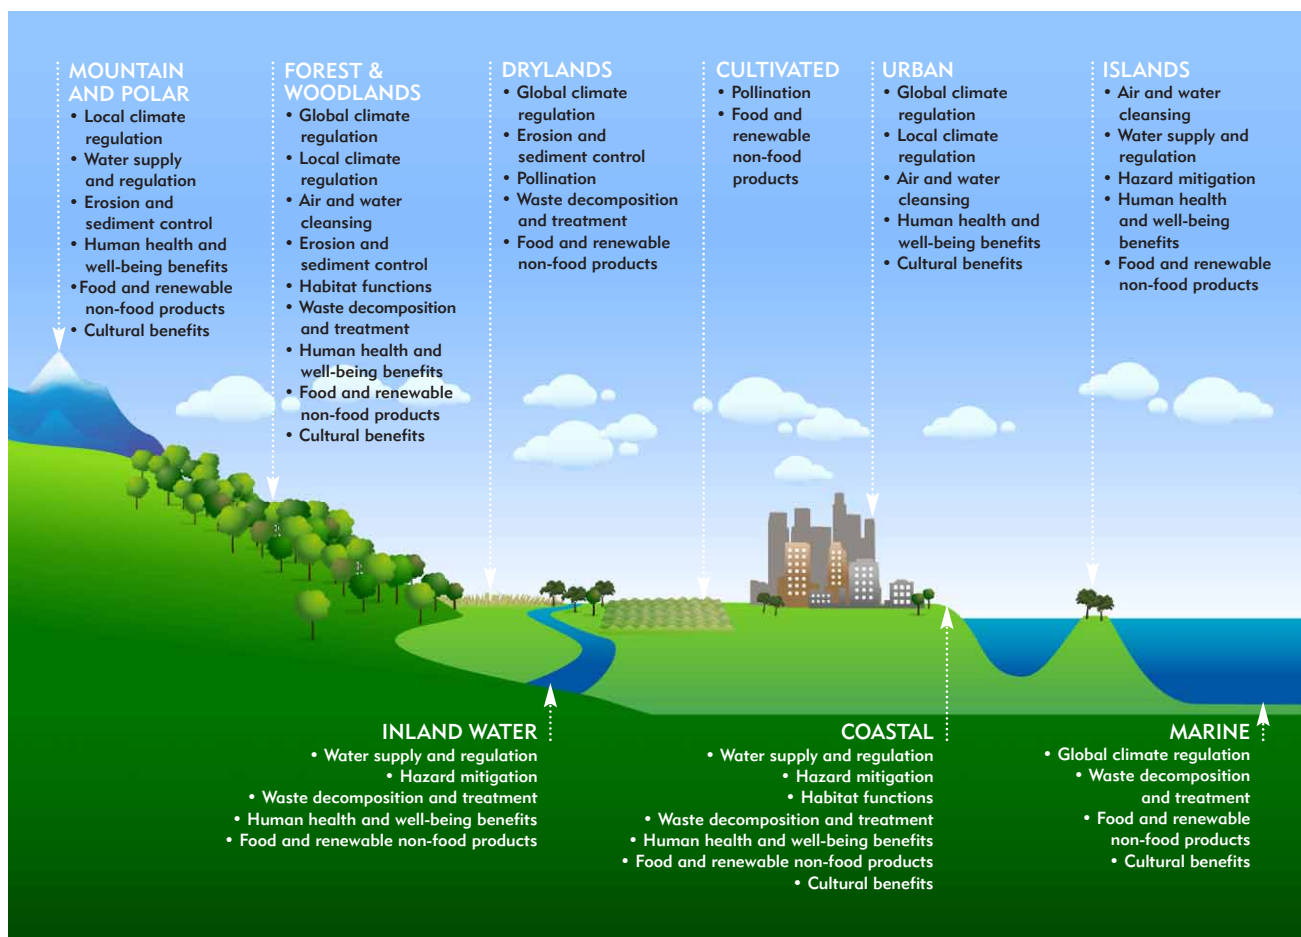 MOUNTAIN
AND POLAR
• Local climate
regulation
• Water supply
and regulation
• Erosion and
sediment control
• Human health and
well-being benefits
•Food and renewable
non-food products
• Cultural benefits
FOREST &
WOODLANDS
• Global climate
regulation
• Local climate
regulation
• Air and water
cleansing
• Erosion and
sediment control
• Habitat functions
• Waste decomposition
and treatment
• Human health and
well-being benefits
• Food and renewable
non-food products
• Cultural benefits
DRYLANDS
• Global climate
regulation
• Erosion and
sediment control
• Pollination
• Waste decomposition
and treatment
• Food and renewable
non-food products
CULTIVATED
• Pollination
• Food and
renewable
non-food
products
URBAN
• Global climate
regulation
• Local climate
regulation
• Air and water
cleansing
• Human health and
well-being benefits
• Cultural benefits
ISLANDS
• Air and water
cleansing
• Water supply and
regulation
• Hazard mitigation
• Human health
and well-being
benefits
• Food and renewable
non-food products
INLAND WATER
• Water supply and regulation
• Hazard mitigation
• Waste decomposition and treatment
• Human health and well-being benefits
• Food and renewable non-food products
COASTAL
• Water supply and regulation
• Hazard mitigation
• Habitat functions
• Waste decomposition and treatment
• Human health and well-being benefits
• Food and renewable non-food products
• Cultural benefits
MARINE
• Global climate regulation
• Waste decomposition
and treatment
• Food and renewable
non-food products
• Cultural benefits